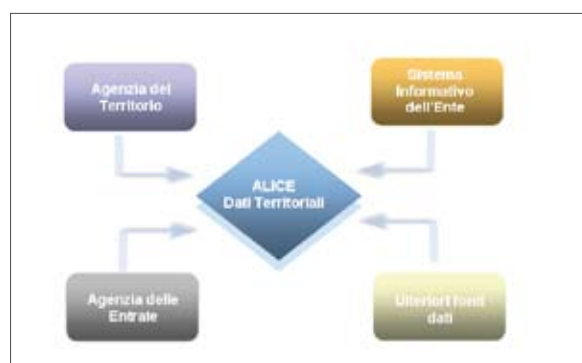 Agenzia del
Territorio
Sistema
Informativo
dell'Ente
ALICE
Dati Territoriali
Agenzia delle
Entrate
Ulteriori fonti
dati